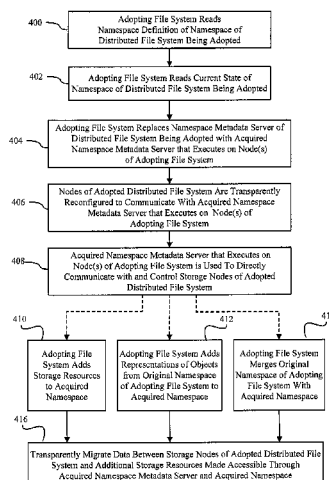 400
Adopting File System Reads
Namespace Definition of Namespace of
Distributed File System Being Adopted
402
Adopting File System Reads Current State of
Namespace of Distributed File System Being Adopted
404
Adopting File System Replaces Namespace Metadata Server of
Distributed File System Being Adopted with Acquired
Namespace Metadata Server that Executes on Node(s)
of Adopting File System
406
Nodes of Adopted Distributed File System Are Transparently
Reconfigured to Communicate With Acquired Namespace
Metadata Server that Executes on Node(s) of
Adopting File System
408
Acquired Namespace Metadata Server that Executes on
Node(s) of Adopting File System is Used To Directly
Communicate with and Control Storage Nodes of Adopted
Distributed File System
410
Adopting File
System Adds
Storage Resources
to Acquired
Namespace
412
Adopting File System Adds
Representations of Objects
from Original Namespace
of Adopting File System to
Acquired Namespace
Adopting File System
Merges Original
Namespace of Adopting
File System With
Acquired Namespace
416
Transparently Migrate Data Between Storage Nodes of Adopted Distributed File
System and Additional Storage Resources Made Accessible Through
Acquired Namespace Metadata Server and Acquired Namespace